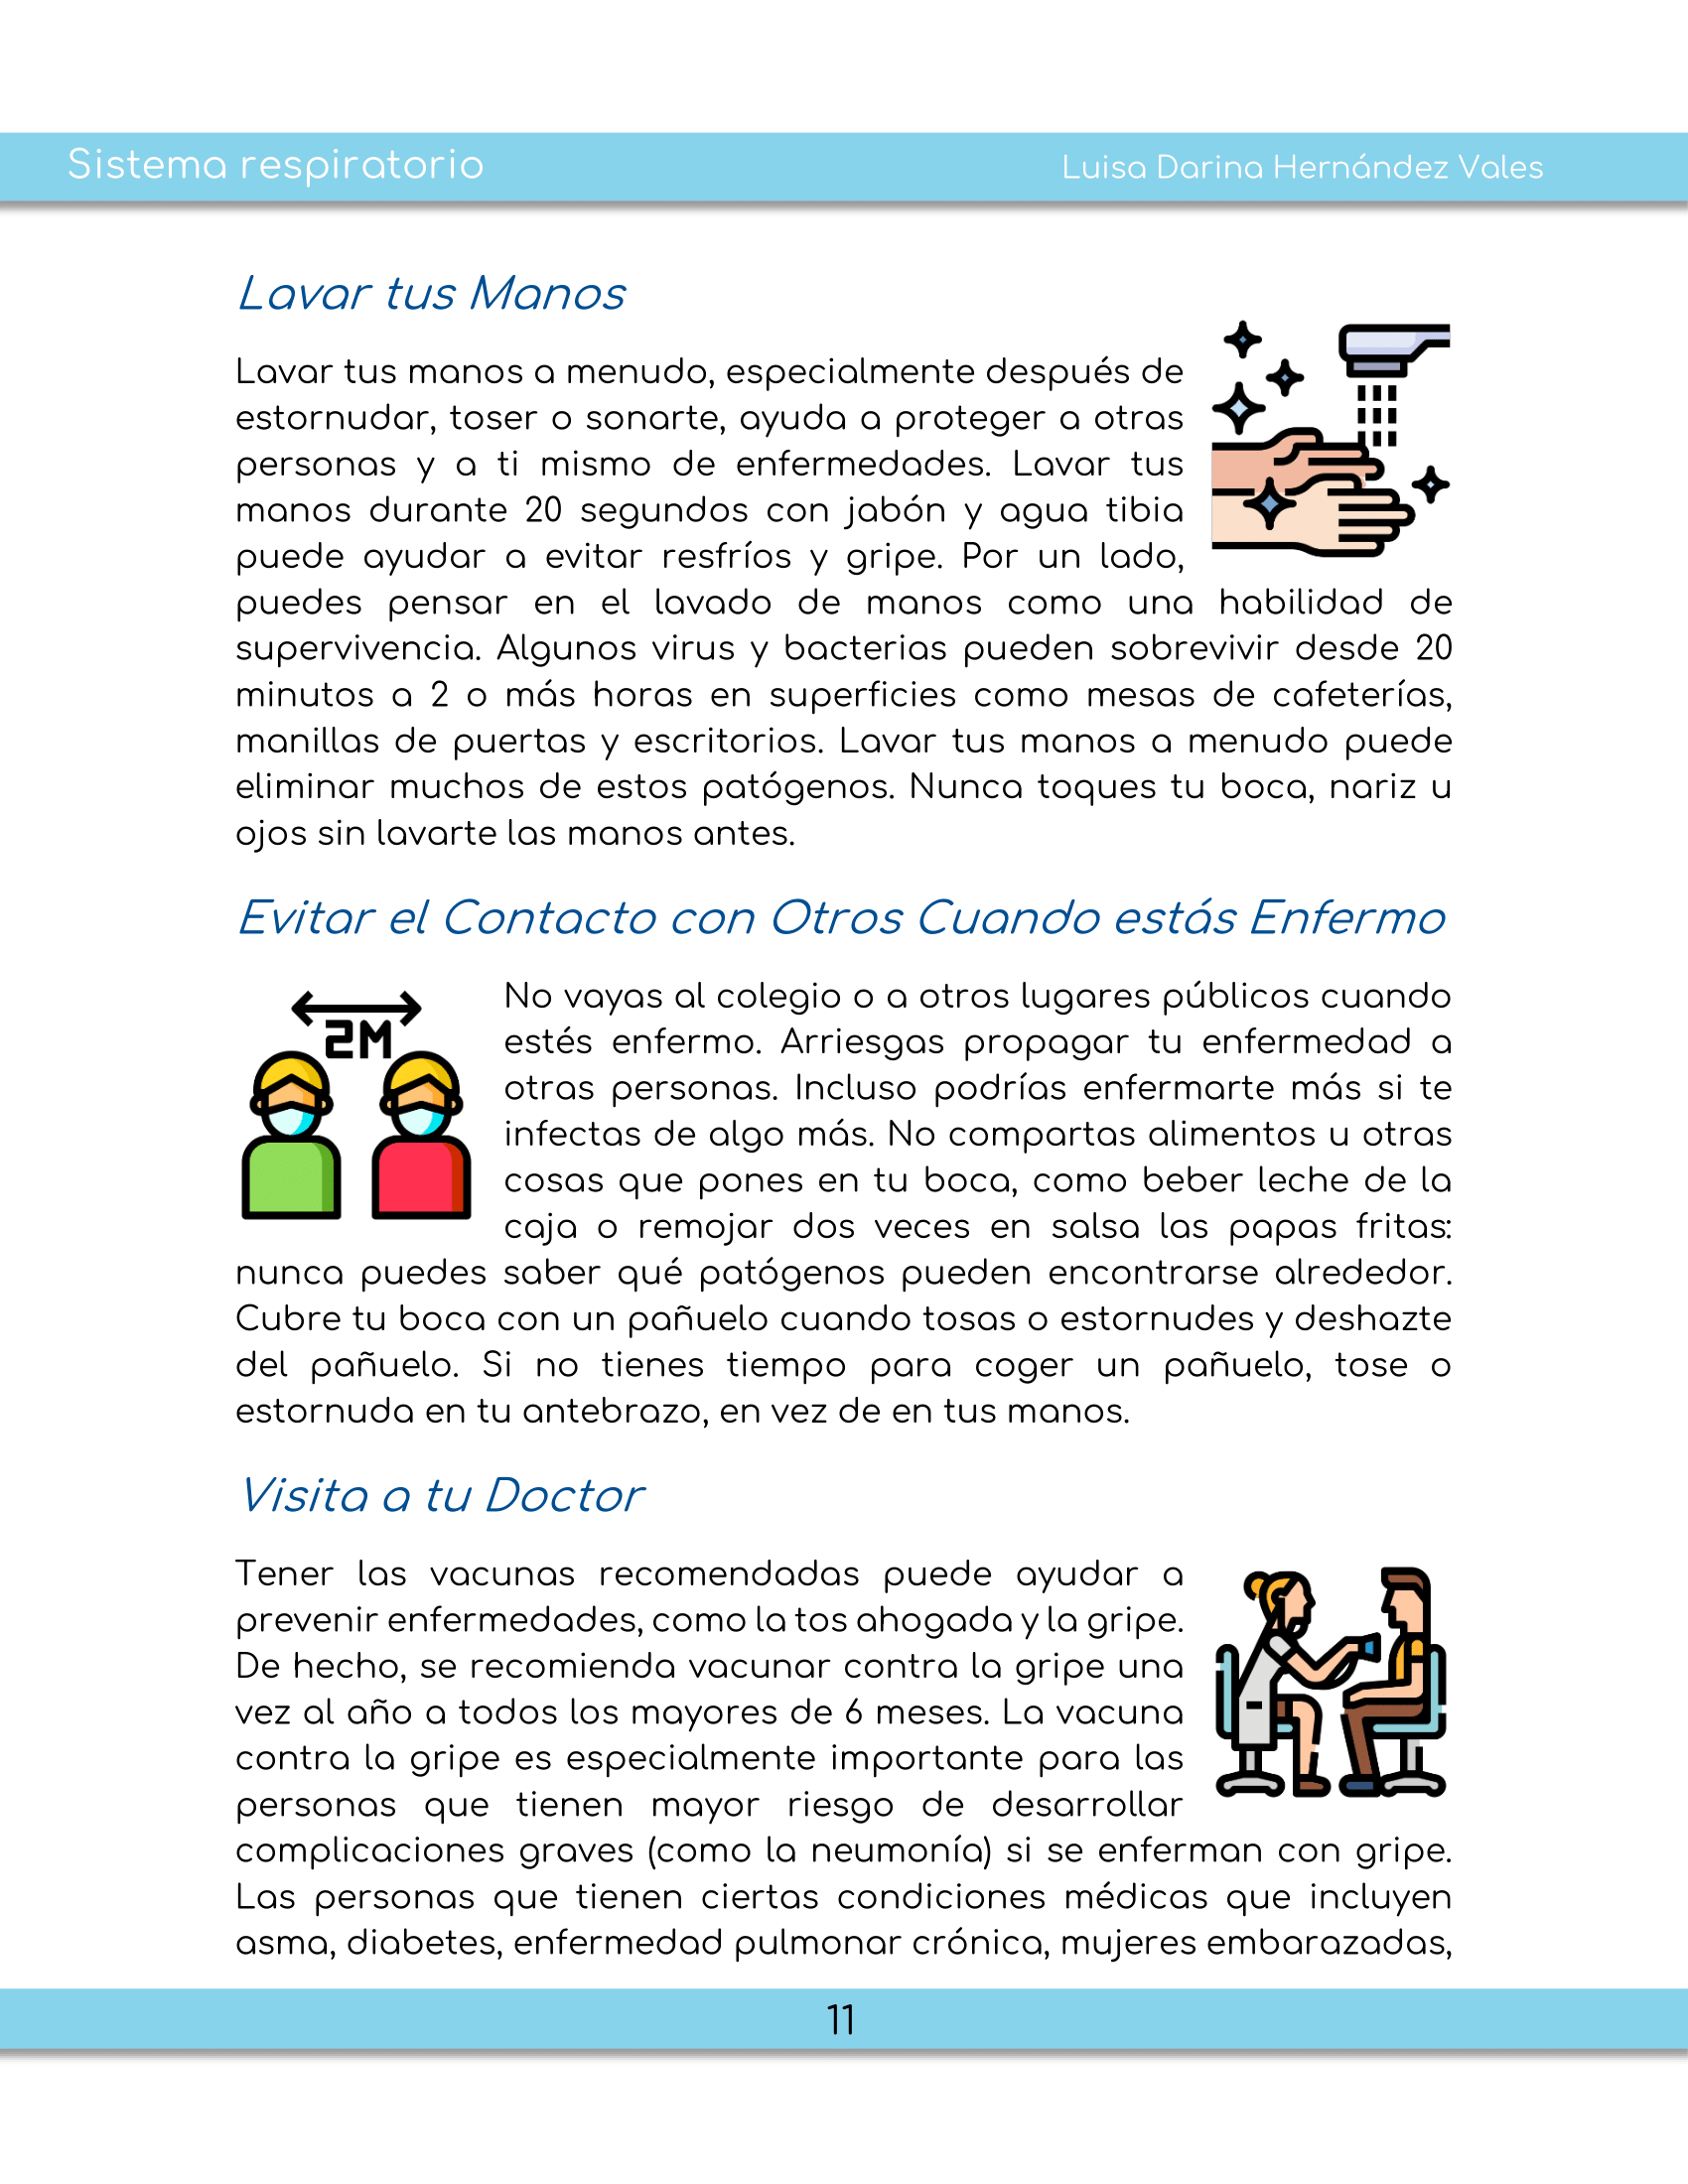 Sistema respiratorio
Luisa Darina Hernández Vales
Lavar tus Manos
Lavar tus manos a menudo, especialmente después de
estornudar, toser o sonarte, ayuda a proteger a otras
personas y a ti mismo de enfermedades. Lavar tus
manos durante 20 segundos con jabón y agua tibia
puede ayudar a evitar resfríos y gripe. Por un lado,
puedes pensar en el lavado de manos como una habilidad de
supervivencia. Algunos virus y bacterias pueden sobrevivir desde 20
minutos a 2 o más horas en superficies como mesas de cafeterías,
manillas de puertas y escritorios. Lavar tus manos a menudo puede
eliminar muchos de estos patógenos. Nunca toques tu boca, nariz u
ojos sin lavarte las manos antes.
Evitar el Contacto con Otros Cuando estás Enfermo
2M
No vayas al colegio o a otros lugares públicos cuando
estés enfermo. Arriesgas propagar tu enfermedad a
otras personas. Incluso podrías enfermarte más si te
infectas de algo más. No compartas alimentos u otras
cosas que pones en tu boca, como beber leche de la
caja o remojar dos veces en salsa las papas fritas:
nunca puedes saber qué patógenos pueden encontrarse alrededor.
Cubre tu boca con un pañuelo cuando tosas o estornudes y deshazte
del pañuelo. Si no tienes tiempo para coger un pañuelo, tose o
estornuda en tu antebrazo, en vez de en tus manos.
Visita a tu Doctor
Tener las vacunas recomendadas puede ayudar a
prevenir enfermedades, como la tos ahogada y la gripe.
De hecho, se recomienda vacunar contra la gripe una
vez al año a todos los mayores de 6 meses. La vacuna
contra la gripe es especialmente importante para las
personas que tienen mayor riesgo de desarrollar
complicaciones graves (como la neumonía) si se enferman con gripe.
Las personas que tienen ciertas condiciones médicas que incluyen
asma, diabetes, enfermedad pulmonar crónica, mujeres embarazadas,
11